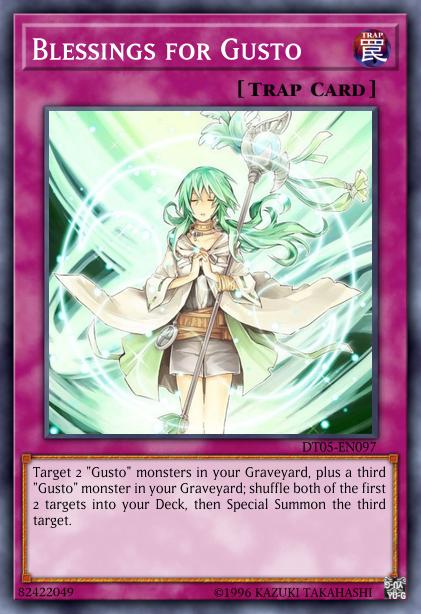 Blessings for Gusto
TRAP
罠
[Trap Card]
DT05-EN097
Target 2 "Gusto" monsters in your Graveyard, plus a third
"Gusto" monster in your Graveyard; shuffle both of the first
2 targets into your Deck, then Special Summon the third
target.
82422049
©1996 KAZUKI TAKAHASHI